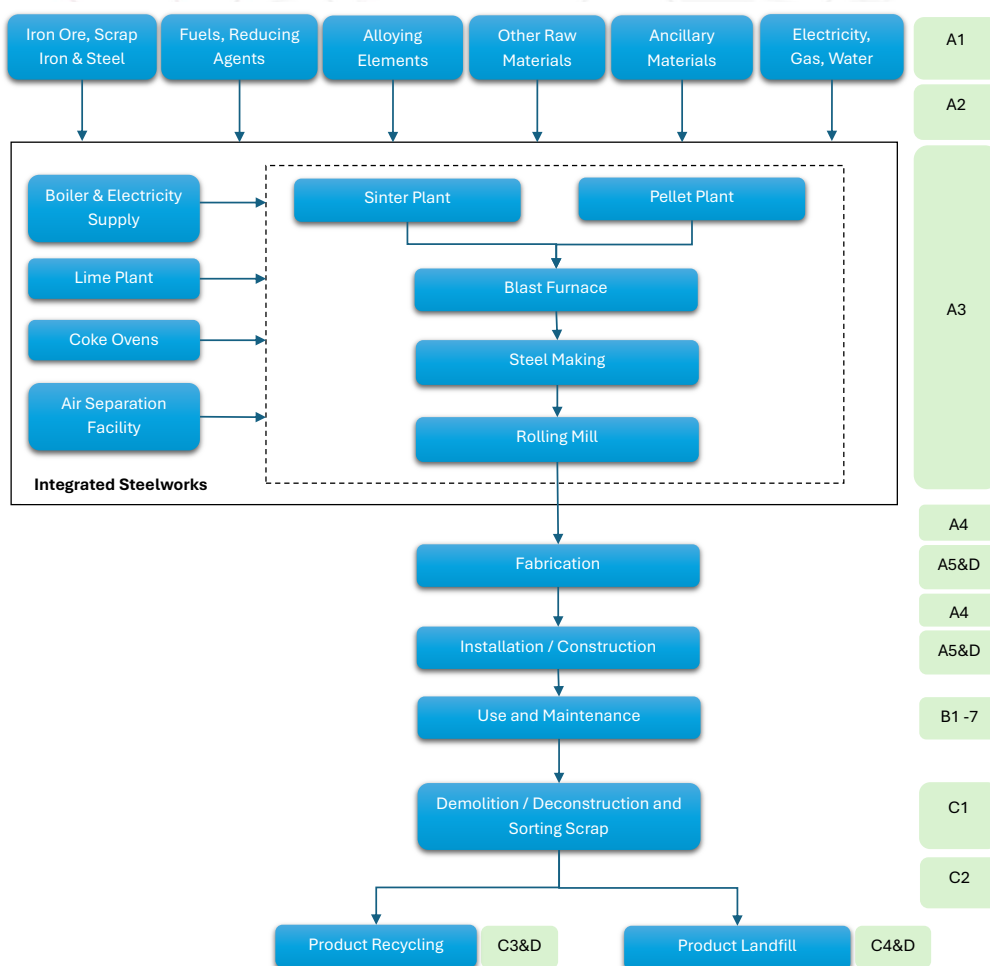 Iron Ore, Scrap
Iron & Steel
Fuels, Reducing
Agents
Alloying
Elements
Other Raw
Materials
Ancillary
Materials
Electricity,
Gas, Water
A1
A2
Boiler & Electricity
Supply
Sinter Plant
Pellet Plant
Lime Plant
Blast Furnace
A3
Coke Ovens
Steel Making
Air Separation
Facility
Rolling Mill
Integrated Steelworks
A4
Fabrication
A5&D
A4
Installation / Construction
A5&D
Use and Maintenance
B1 -7
Demolition / Deconstruction and
Sorting Scrap
C1
C2
Product Recycling
C3&D
Product Landfill
C4&D